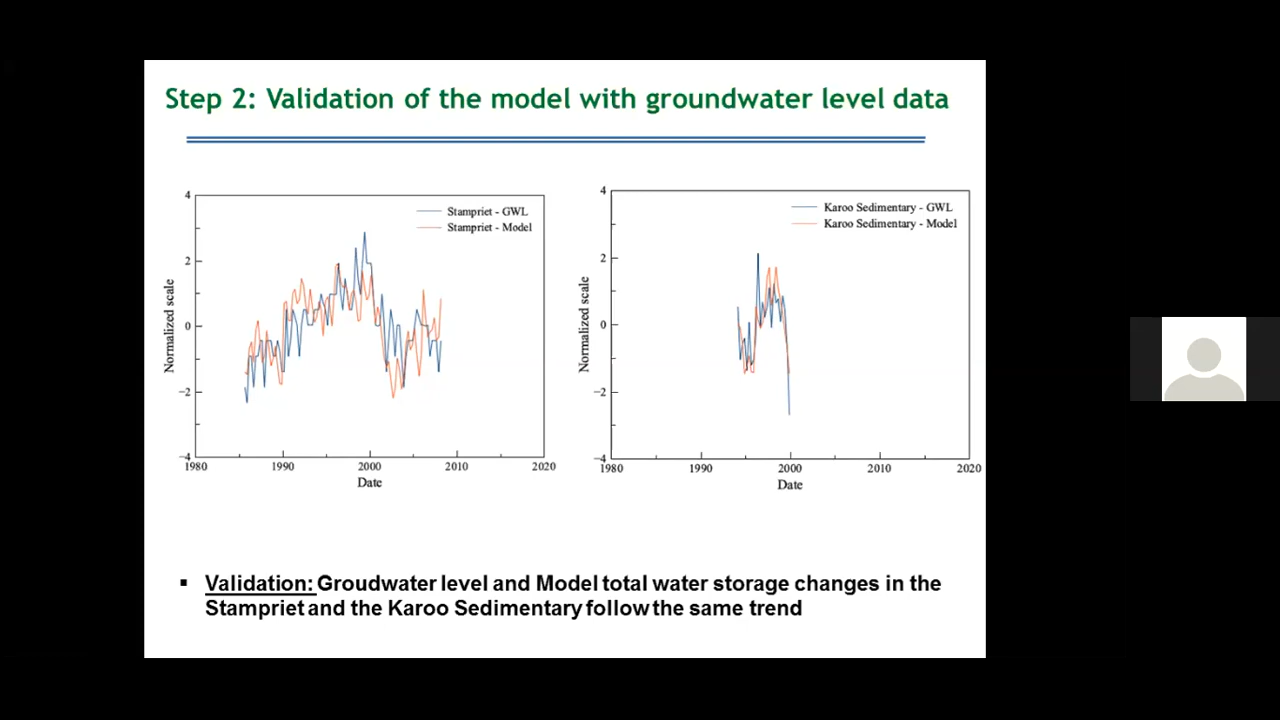 Step 2: Validation of the model with groundwater level data
4
2
0
−2
−4
Normalized scale
Stampriet - GWL
Stampriet - Model
1980
1990
2000
2010
2020
Date
4
2
0
−2
−4
Normalized scale
Karoo Sedimentary - GWL
Karoo Sedimentary - Model
1980
1990
2000
2010
2020
Date
▪ Validation: Groudwater level and Model total water storage changes in the
Stampriet and the Karoo Sedimentary follow the same trend